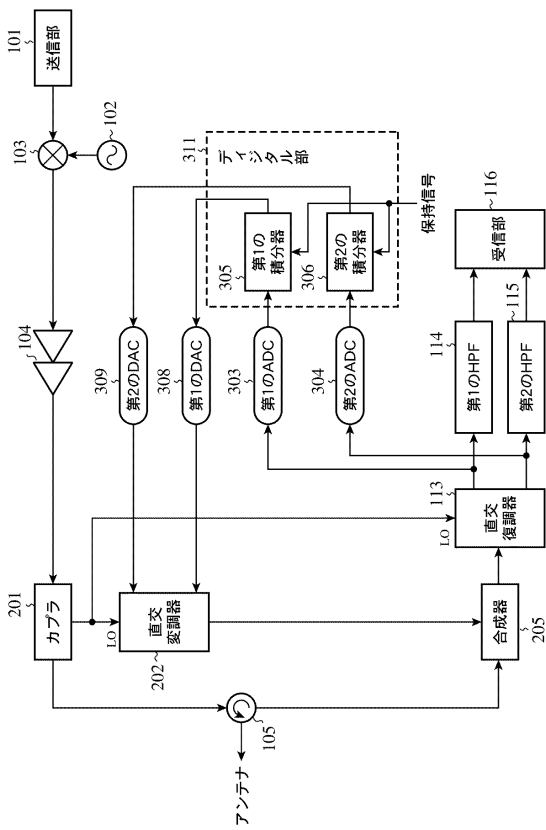 101
送信部
103
102
104
201
カプラ
LO
直交
変調器
202
105
アンテナ
309
第2のDAC
308
第1のDAC
311
ディジタル部
305
第1の
積分器
306
第2の
積分器
保持信号
303
第1のADC
304
第2のADC
LO
113
直交
復調器
合成器
205
114
第1のHPF
115
第2のHPF
116
受信部